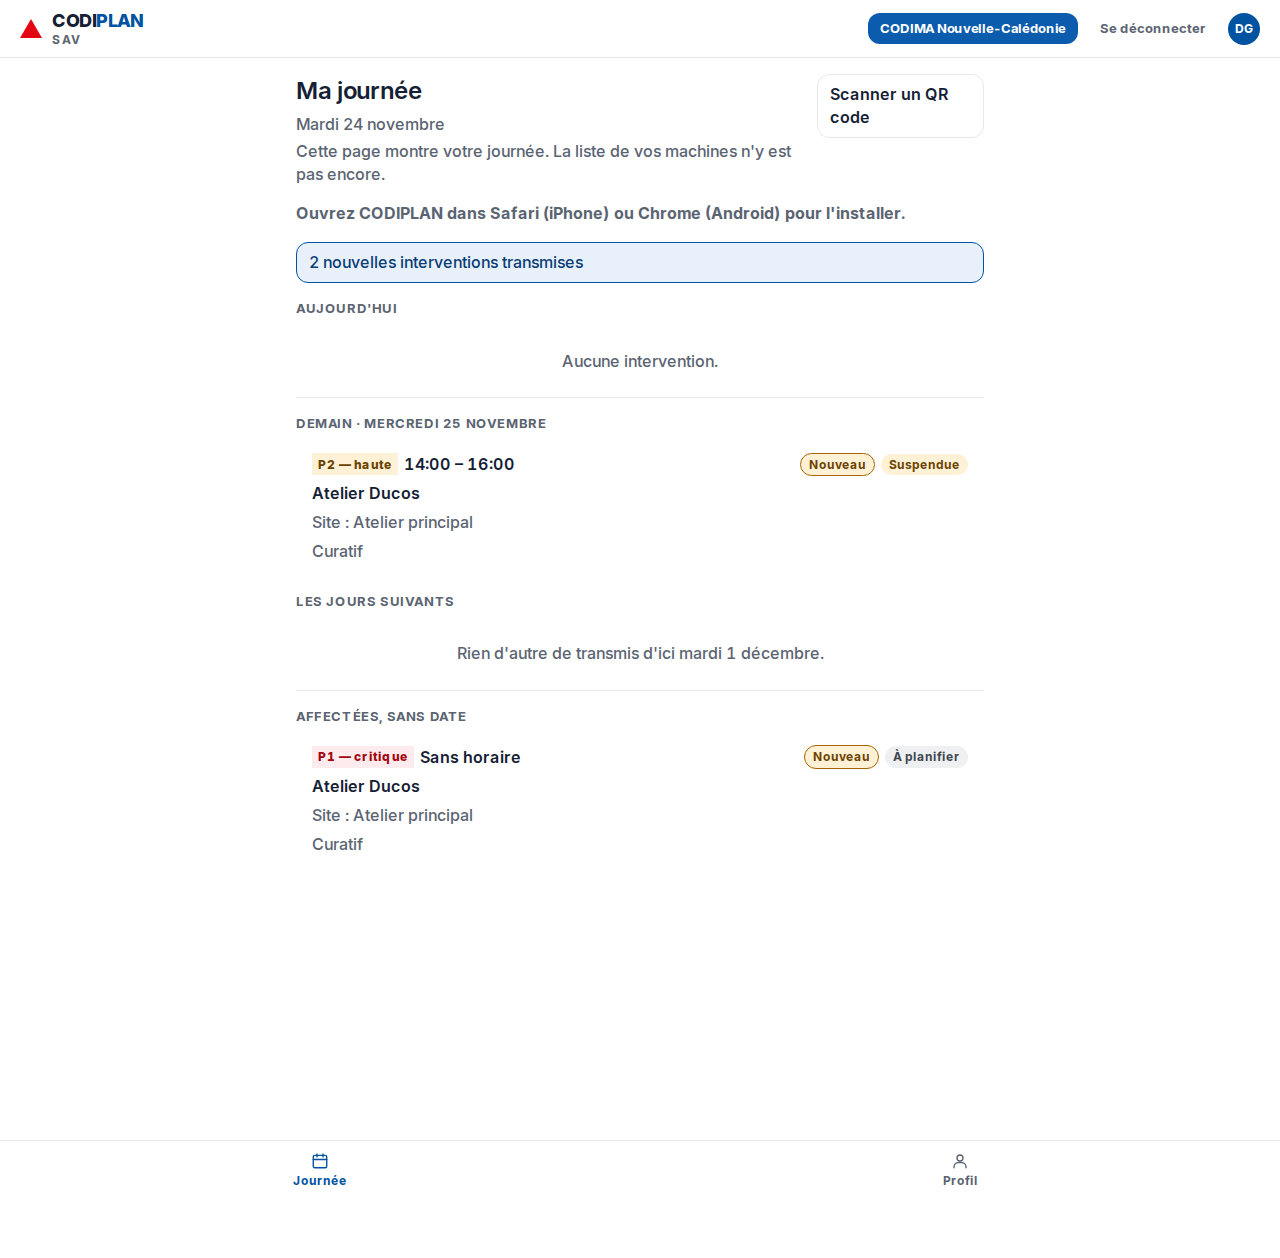 CODIPLAN
SAV
CODIMA Nouvelle-Calédonie
Se déconnecter
DG
Ma journée
Scanner un QR
code
Mardi 24 novembre
Cette page montre votre journée. La liste de vos machines n'y est
pas encore.
Ouvrez CODIPLAN dans Safari (iPhone) ou Chrome (Android) pour l'installer.
2 nouvelles interventions transmises
AUJOURD'HUI
Aucune intervention.
DEMAIN · MERCREDI 25 NOVEMBRE
P2 — haute 14:00 – 16:00 Nouveau Suspendue
Atelier Ducos
Site : Atelier principal
Curatif
LES JOURS SUIVANTS
Rien d'autre de transmis d'ici mardi 1 décembre.
AFFECTÉES, SANS DATE
P1 — critique Sans horaire Nouveau À planifier
Atelier Ducos
Site : Atelier principal
Curatif
Journée
Profil